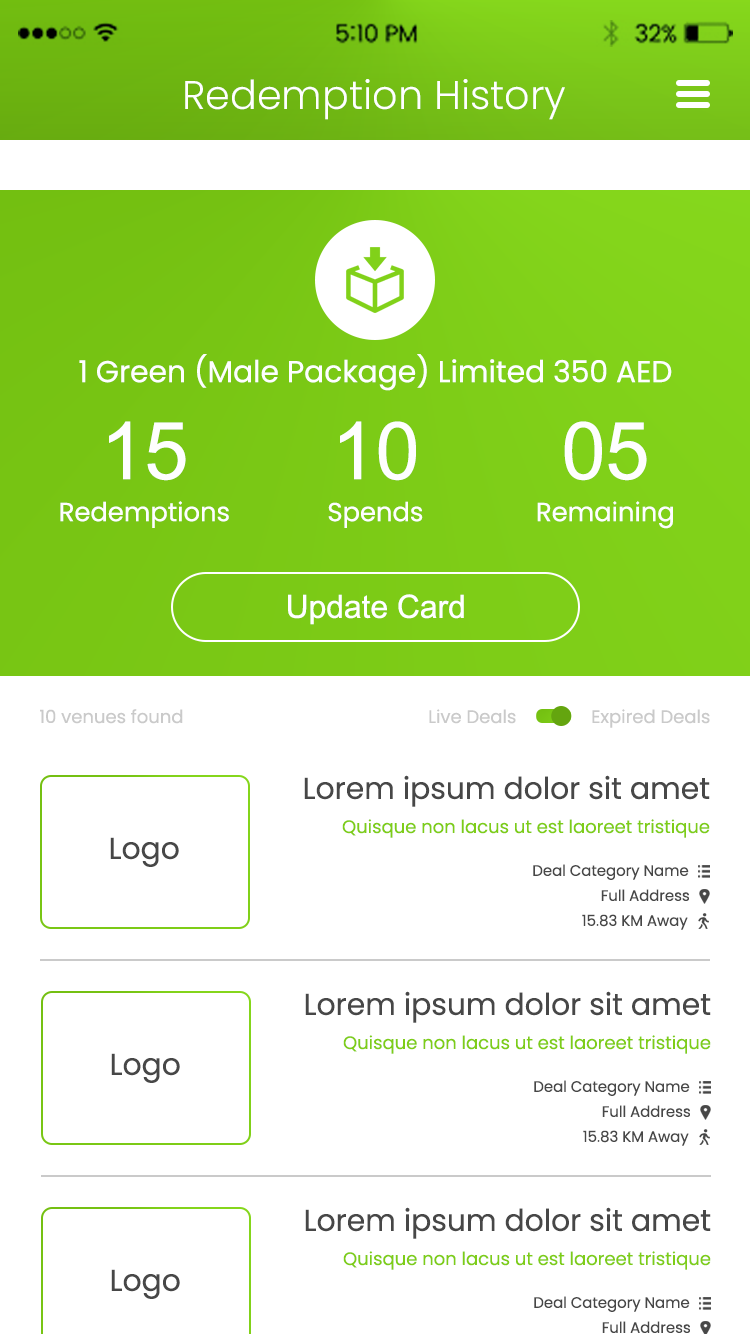 5:10 PM 32%
Redemption History
1 Green (Male Package) Limited 350 AED
15 10 05
Redemptions Spends Remaining
Update Card
10 venues found Live Deals Expired Deals
Logo
Lorem ipsum dolor sit amet
Quisque non lacus ut est laoreet tristique
Deal Category Name
Full Address
15.83 KM Away
Logo
Lorem ipsum dolor sit amet
Quisque non lacus ut est laoreet tristique
Deal Category Name
Full Address
15.83 KM Away
Logo
Lorem ipsum dolor sit amet
Quisque non lacus ut est laoreet tristique
Deal Category Name
Full Address